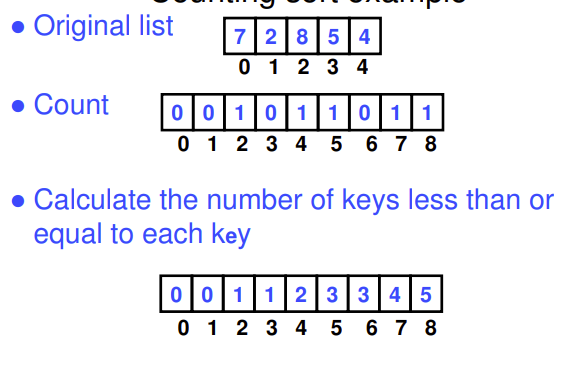 Counting sort example
● Original list
7 2 8 5 4
0 1 2 3 4
● Count
0 0 1 0 1 1 0 1 1
0 1 2 3 4 5 6 7 8
● Calculate the number of keys less than or
equal to each key
0 0 1 1 2 3 3 4 5
0 1 2 3 4 5 6 7 8